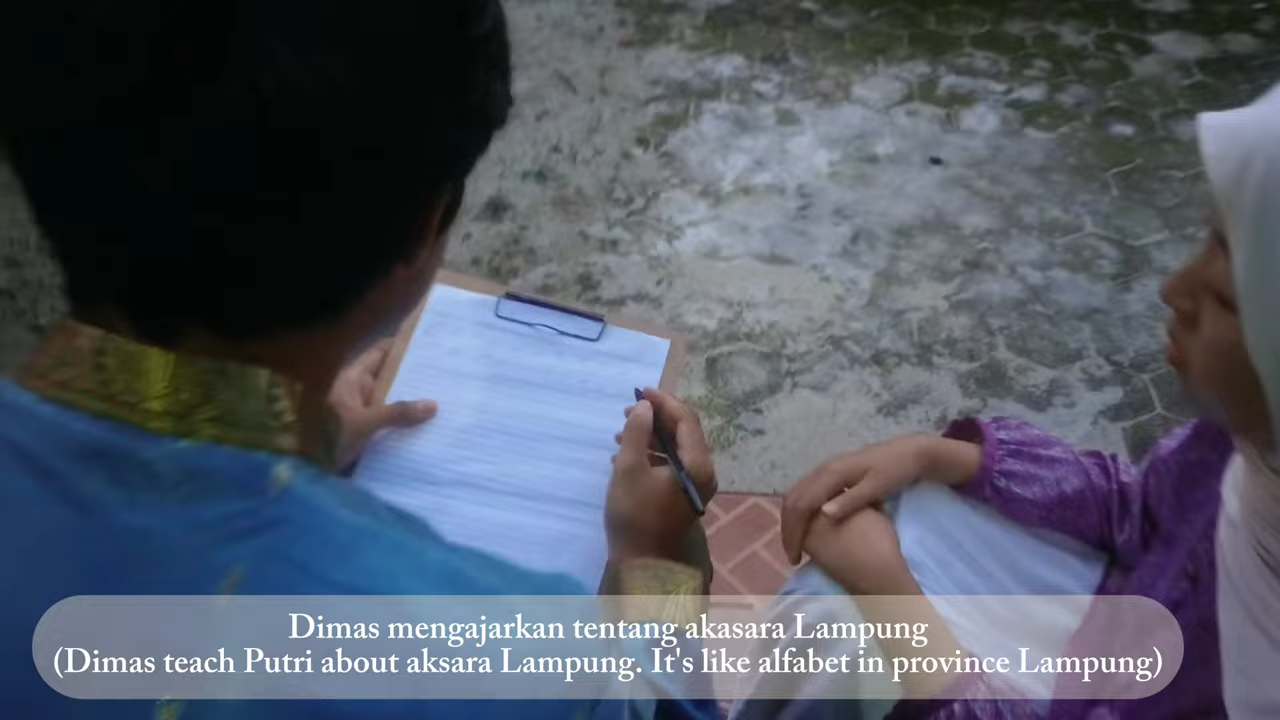 Dimas mengajarkan tentang akasara Lampung
(Dimas teach Putri about aksara Lampung. It's like alfabet in province Lampung)